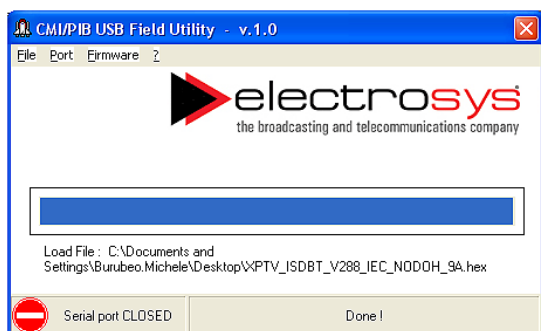 CMI/PIB USB Field Utility - v.1.0
File Port Firmware ?
electrosys
the broadcasting and telecommunications company
Load File : C:\Documents and
Settings\Burubeo.Michele\Desktop\XPTV_ISDBT_V288_IEC_NODOH_9A.hex
Serial port CLOSED
Done !